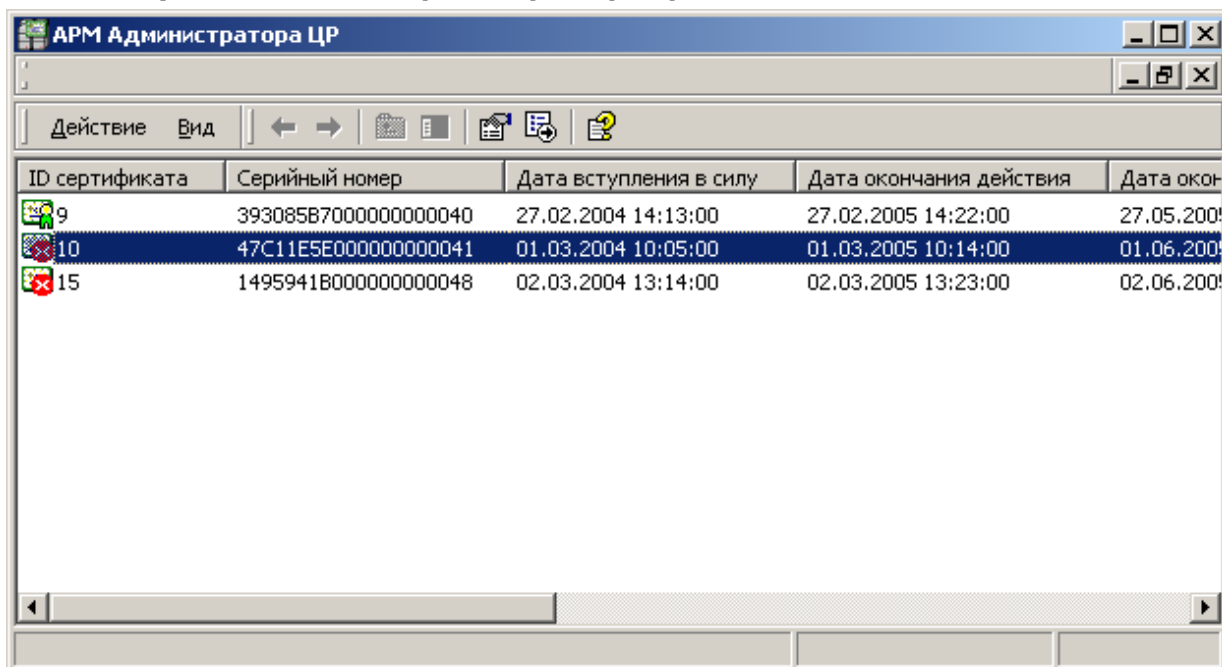 АРМ Администратора ЦР
Действие Вид
ID сертификата Серийный номер Дата вступления в силу Дата окончания действия Дата
9 393085B7000000000040 27.02.2004 14:13:00 27.02.2005 14:22:00
10 47C11E5E000000000041 01.03.2004 10:05:00 01.03.2005 10:14:00
15 1495941B000000000048 02.03.2004 13:14:00 02.03.2005 13:23:00